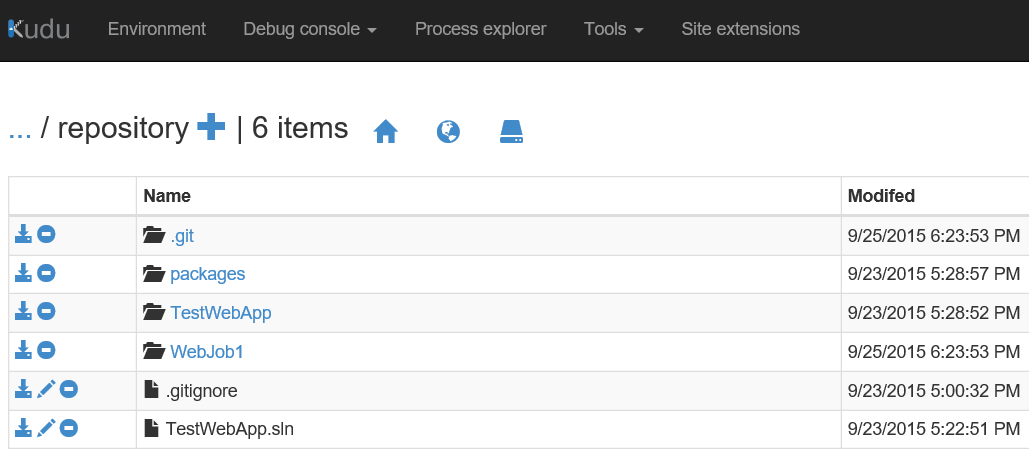 Kudu Environment Debug console Process explorer Tools Site extensions
... / repository | 6 items
Name Modifed
.git 9/25/2015 6:23:53 PM
packages 9/23/2015 5:28:57 PM
TestWebApp 9/23/2015 5:28:52 PM
WebJob1 9/25/2015 6:23:53 PM
.gitignore 9/23/2015 5:00:32 PM
TestWebApp.sln 9/23/2015 5:22:51 PM